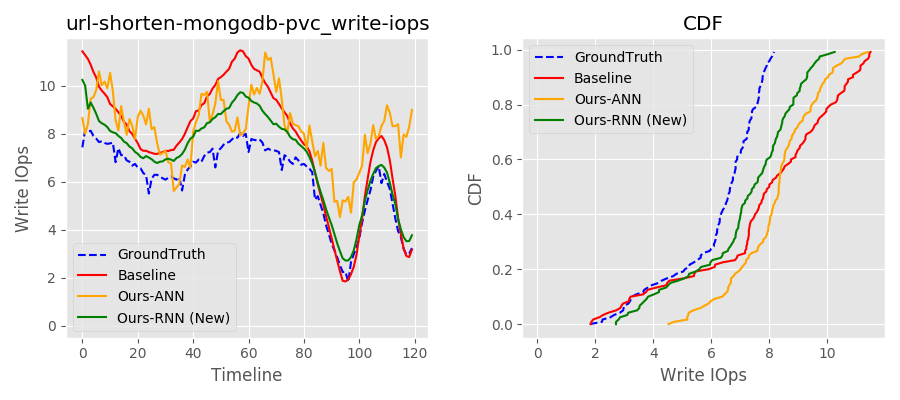 url-shorten-mongodb-pvc_write-iops
Write IOps
10
8
6
4
2
0
GroundTruth
Baseline
Ours-ANN
Ours-RNN (New)
0 20 40 60 80 100 120
Timeline
CDF
CDF
1.0
0.8
0.6
0.4
0.2
0.0
GroundTruth
Baseline
Ours-ANN
Ours-RNN (New)
0 2 4 6 8 10
Write IOps